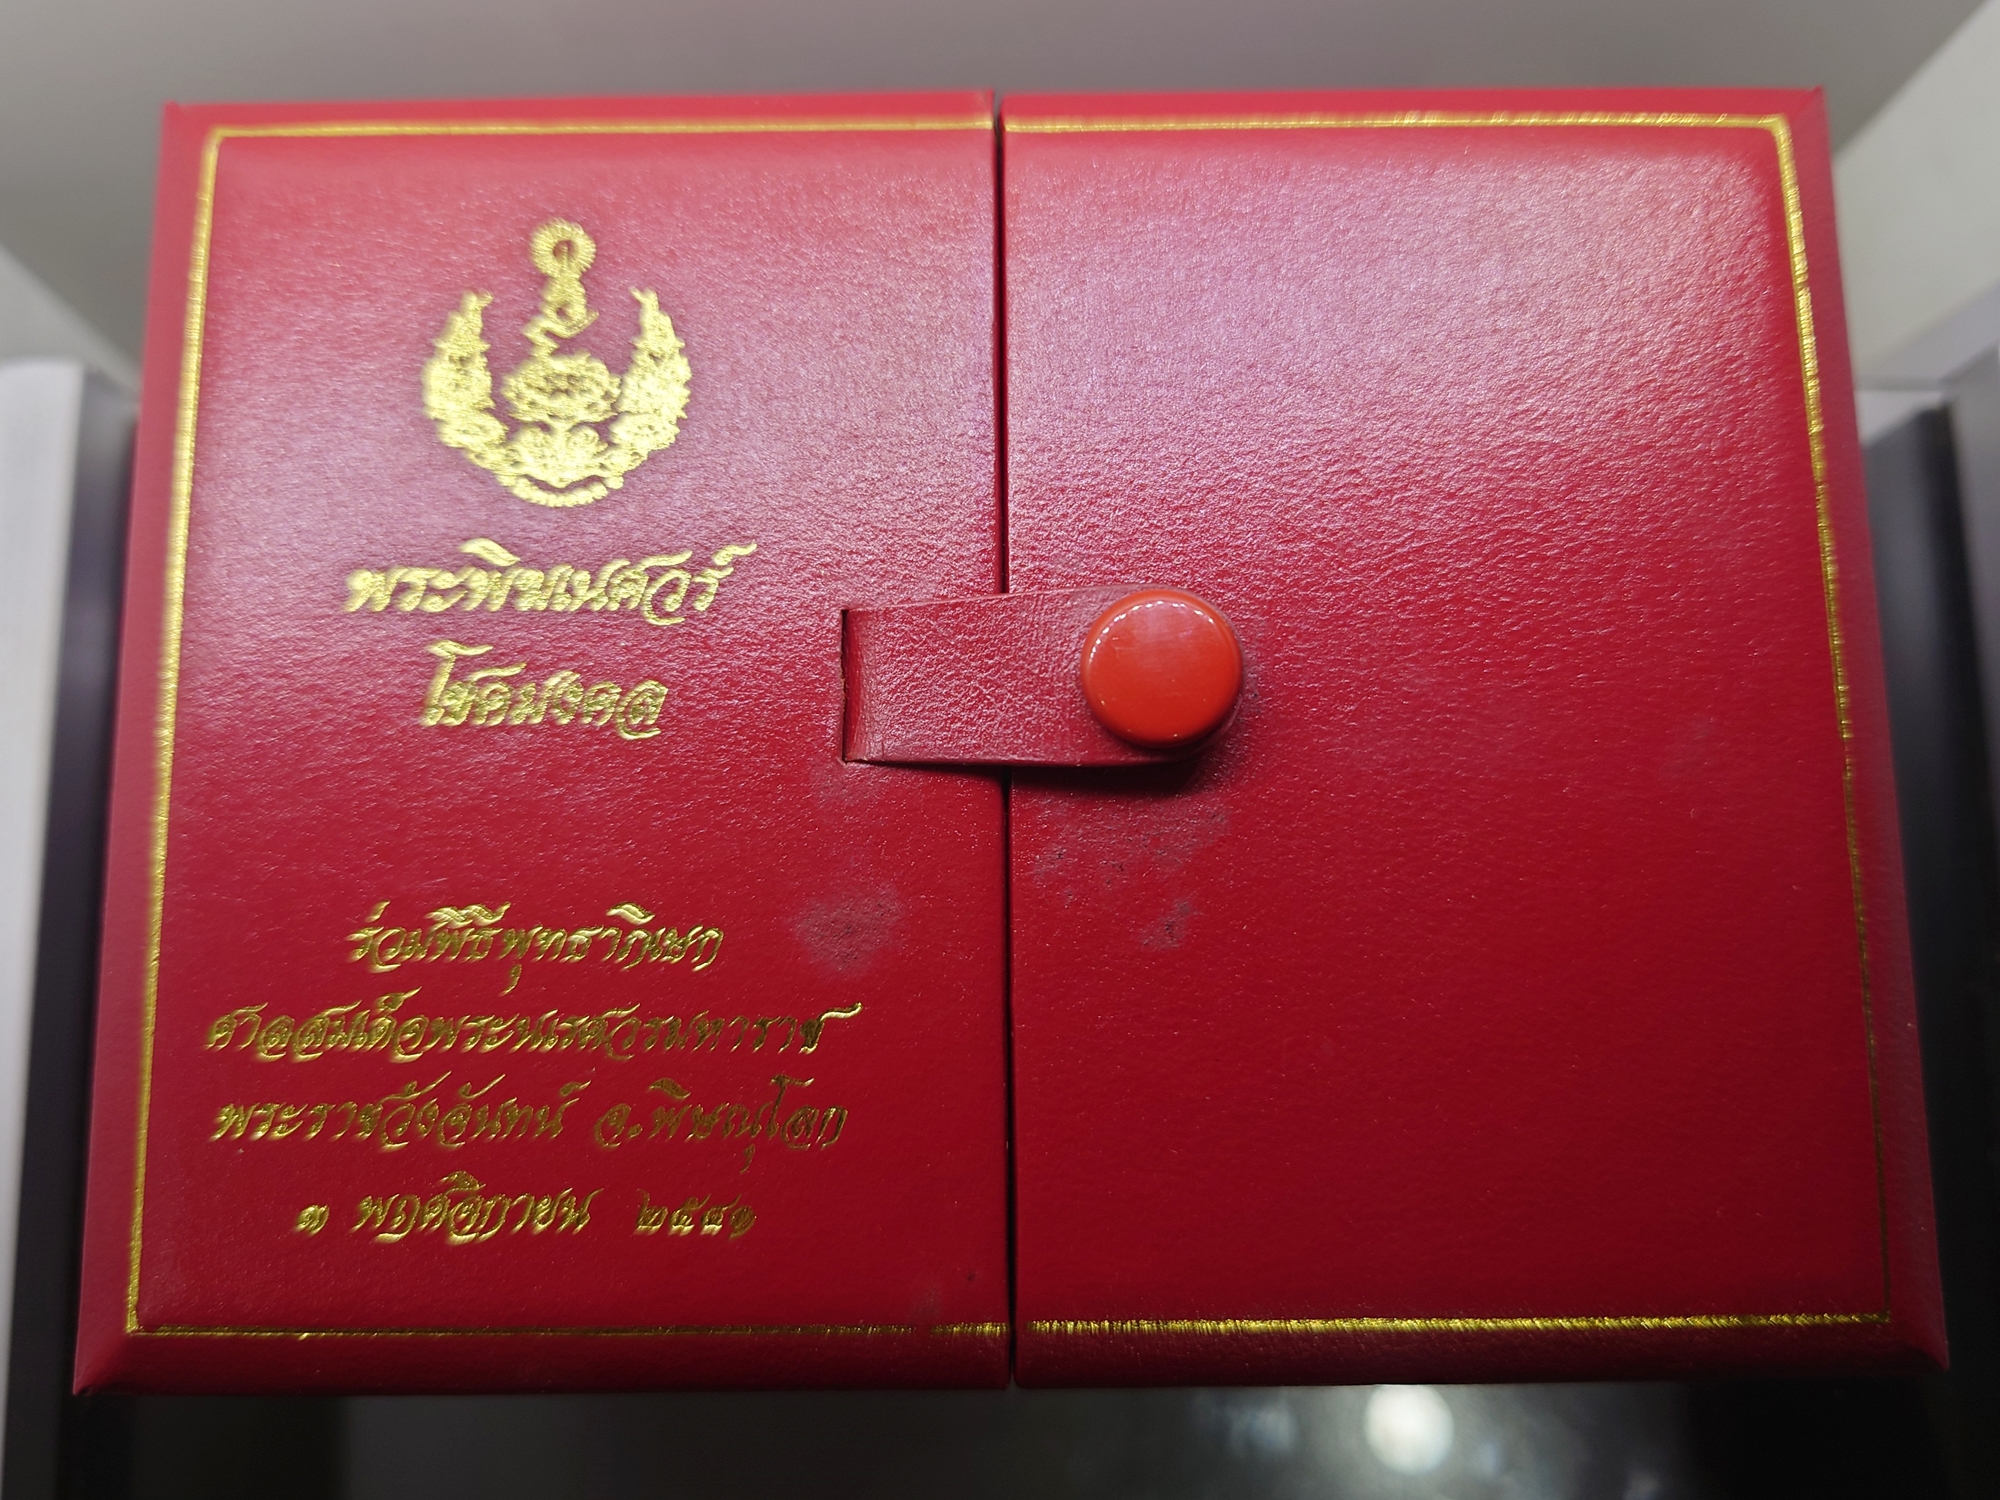 พระพิฆเนศวร์
โชคมงคล
ร่วมพิธีพุทธาภิเษก
ศาลสมเด็จพระนเรศวรมหาราช
พระราชวังจันทน์ จ.พิษณุโลก
๓ พฤศจิกายน ๒๕๔๑